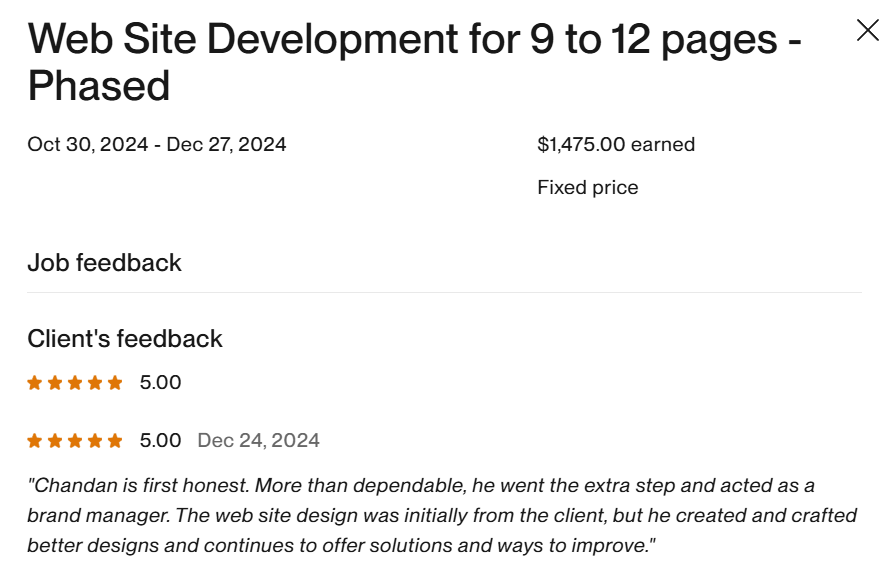 Web Site Development for 9 to 12 pages -
Phased
Oct 30, 2024 - Dec 27, 2024
$1,475.00 earned
Fixed price
Job feedback
Client's feedback
5.00
5.00 Dec 24, 2024
"Chandan is first honest. More than dependable, he went the extra step and acted as a
brand manager. The web site design was initially from the client, but he created and crafted
better designs and continues to offer solutions and ways to improve."